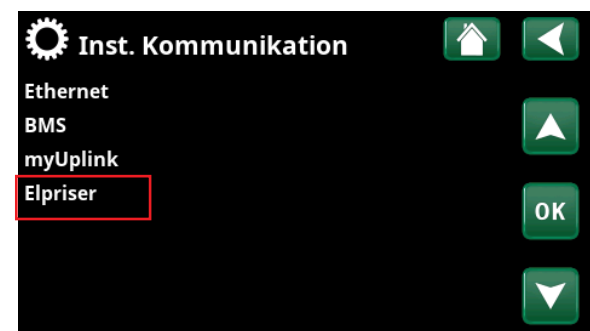 Inst. Kommunikation
Ethernet
BMS
myUplink
Elpriser
OK